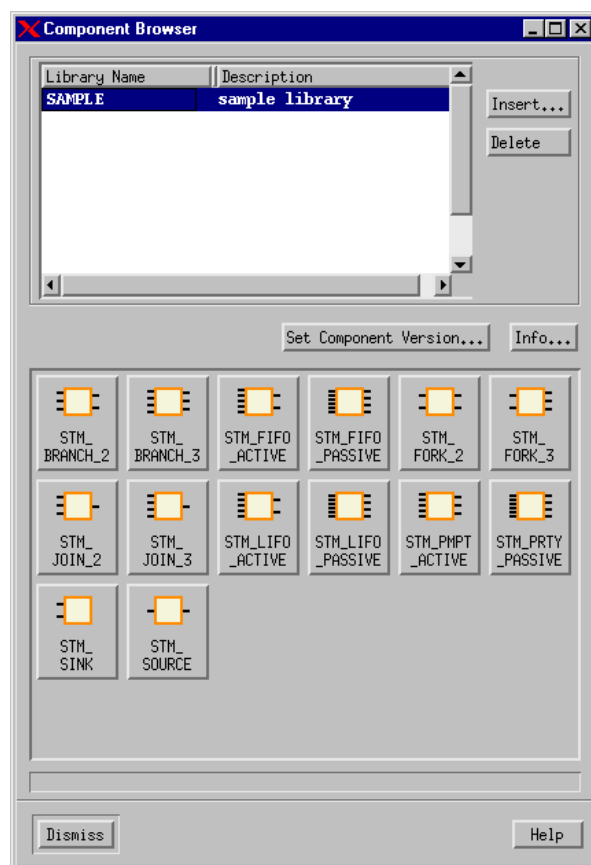 Component Browser
Library Name Description
SAMPLE sample library
Insert...
Delete
Set Component Version... Info...
STM_ STM_ STM_FIFO STM_FIFO STM_ STM_
BRANCH_2 BRANCH_3 _ACTIVE _PASSIVE FORK_2 FORK_3
STM_ STM_ STM_LIFO STM_LIFO STM_PMPT STM_PRTY
JOIN_2 JOIN_3 _ACTIVE _PASSIVE _ACTIVE _PASSIVE
STM_ STM_
SINK SOURCE
Dismiss Help